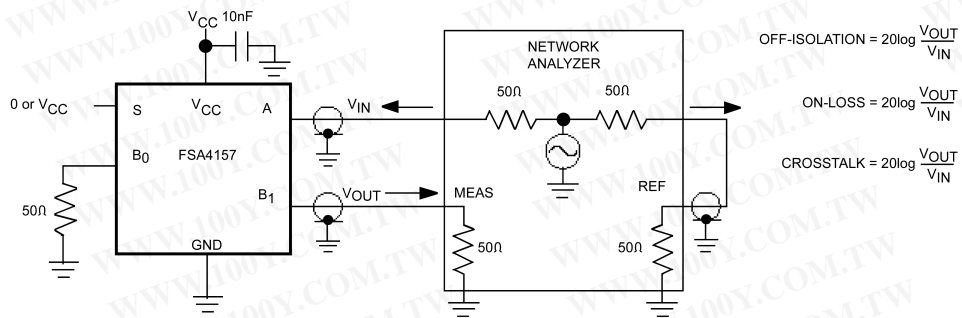 VCC 10nF
NETWORK
ANALYZER
OFF-ISOLATION = 20log VOUT
VIN
0 or VCC
S
VCC
A
VIN
50Ω
50Ω
ON-LOSS = 20log VOUT
VIN
B0
FSA4157
CROSSTALK = 20log VOUT
VIN
50Ω
B1
VOUT
MEAS
REF
GND
50Ω
50Ω
WWW.100Y.COM.TW